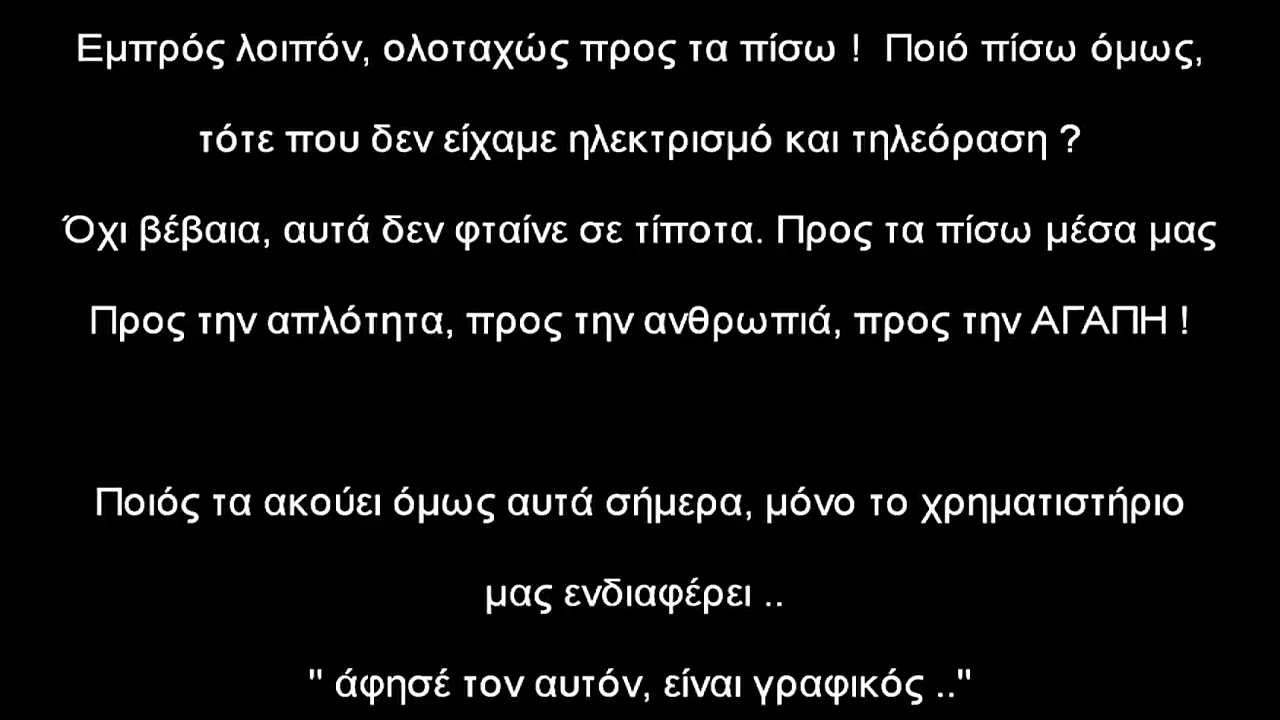 Εμπρός λοιπόν, ολοταχώς προς τα πίσω !  Ποιό πίσω όμως,
τότε που δεν είχαμε ηλεκτρισμό και τηλεόραση ?
Όχι βέβαια, αυτά δεν φταίνε σε τίποτα. Προς τα πίσω μέσα μας
Προς την απλότητα, προς την ανθρωπιά, προς την ΑΓΑΠΗ !
Ποιός τα ακούει όμως αυτά σήμερα, μόνο το χρηματιστήριο
μας ενδιαφέρει ..
" άφησέ τον αυτόν, είναι γραφικός .."